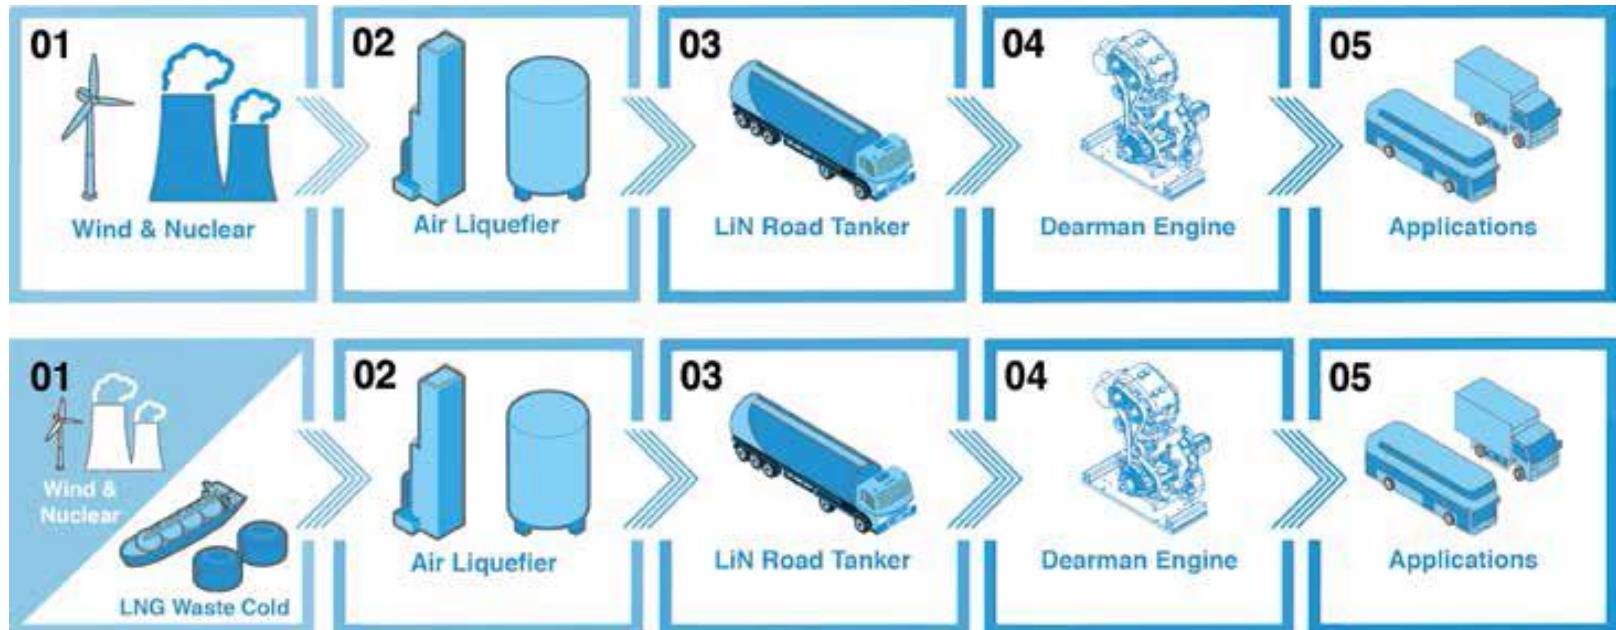 01
02
03
04
05
Wind & Nuclear
Air Liquefier
LiN Road Tanker
Dearman Engine
Applications
01
02
03
04
05
Wind &
Nuclear
LNG Waste Cold
Air Liquefier
LiN Road Tanker
Dearman Engine
Applications